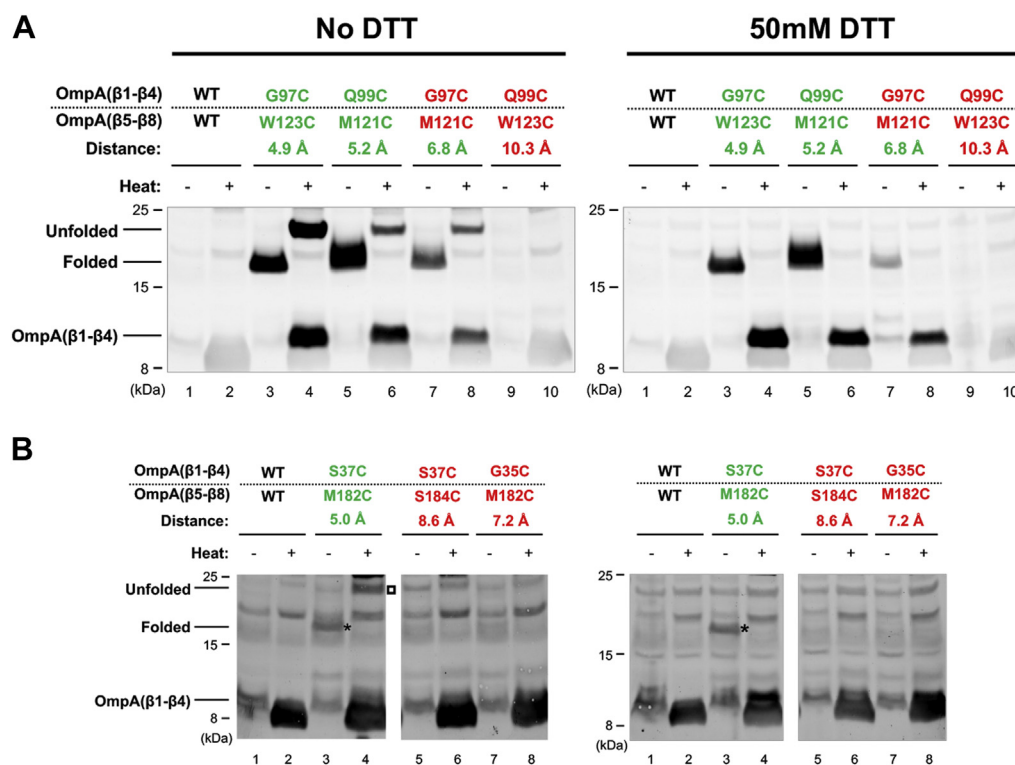 A
No DTT 50mM DTT
OmpA(β1-β4) WT G97C Q99C G97C Q99C WT G97C Q99C G97C Q99C
OmpA(β5-β8) WT W123C M121C M121C W123C WT W123C M121C M121C W123C
Distance: 4.9 Å 5.2 Å 6.8 Å 10.3 Å 4.9 Å 5.2 Å 6.8 Å 10.3 Å
Heat: - + - + - + - + - + - + - + - + - + - +
25 25
Unfolded
Folded
15 15
OmpA(β1-β4)
8 8
(kDa) 1 2 3 4 5 6 7 8 9 10 (kDa) 1 2 3 4 5 6 7 8 9 10
B
OmpA(β1-β4) WT S37C S37C G35C WT S37C S37C G35C
OmpA(β5-β8) WT M182C S184C M182C WT M182C S184C M182C
Distance: 5.0 Å 8.6 Å 7.2 Å 5.0 Å 8.6 Å 7.2 Å
Heat: - + - + - + - + - + - + - + - +
25 25
Unfolded
Folded * *
15 15
OmpA(β1-β4)
8 8
(kDa) (kDa)
1 2 3 4 5 6 7 8 1 2 3 4 5 6 7 8